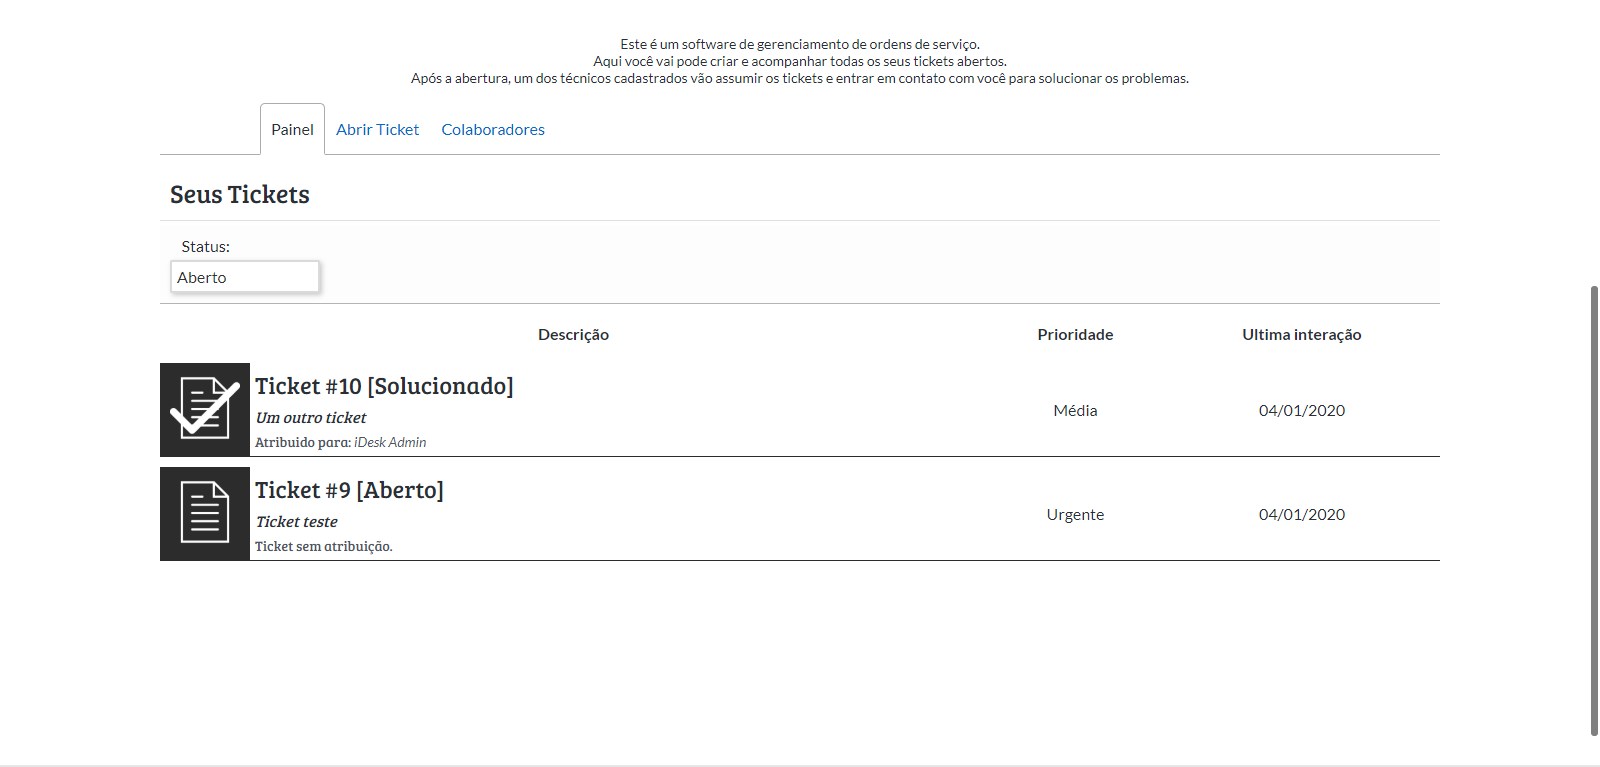 Este é um software de gerenciamento de ordens de serviço.
Aqui você vai pode criar e acompanhar todas os seus tickets abertos.
Após a abertura, um dos técnicos cadastrados vão assumir os tickets e entrar em contato com você para solucionar os problemas.
Painel Abrir Ticket Colaboradores
Seus Tickets
Status:
Aberto
Descrição Prioridade Ultima interação
Ticket #10 [Solucionado]
Um outro ticket
Atribuido para: iDesk Admin
Média 04/01/2020
Ticket #9 [Aberto]
Ticket teste
Ticket sem atribuição.
Urgente 04/01/2020